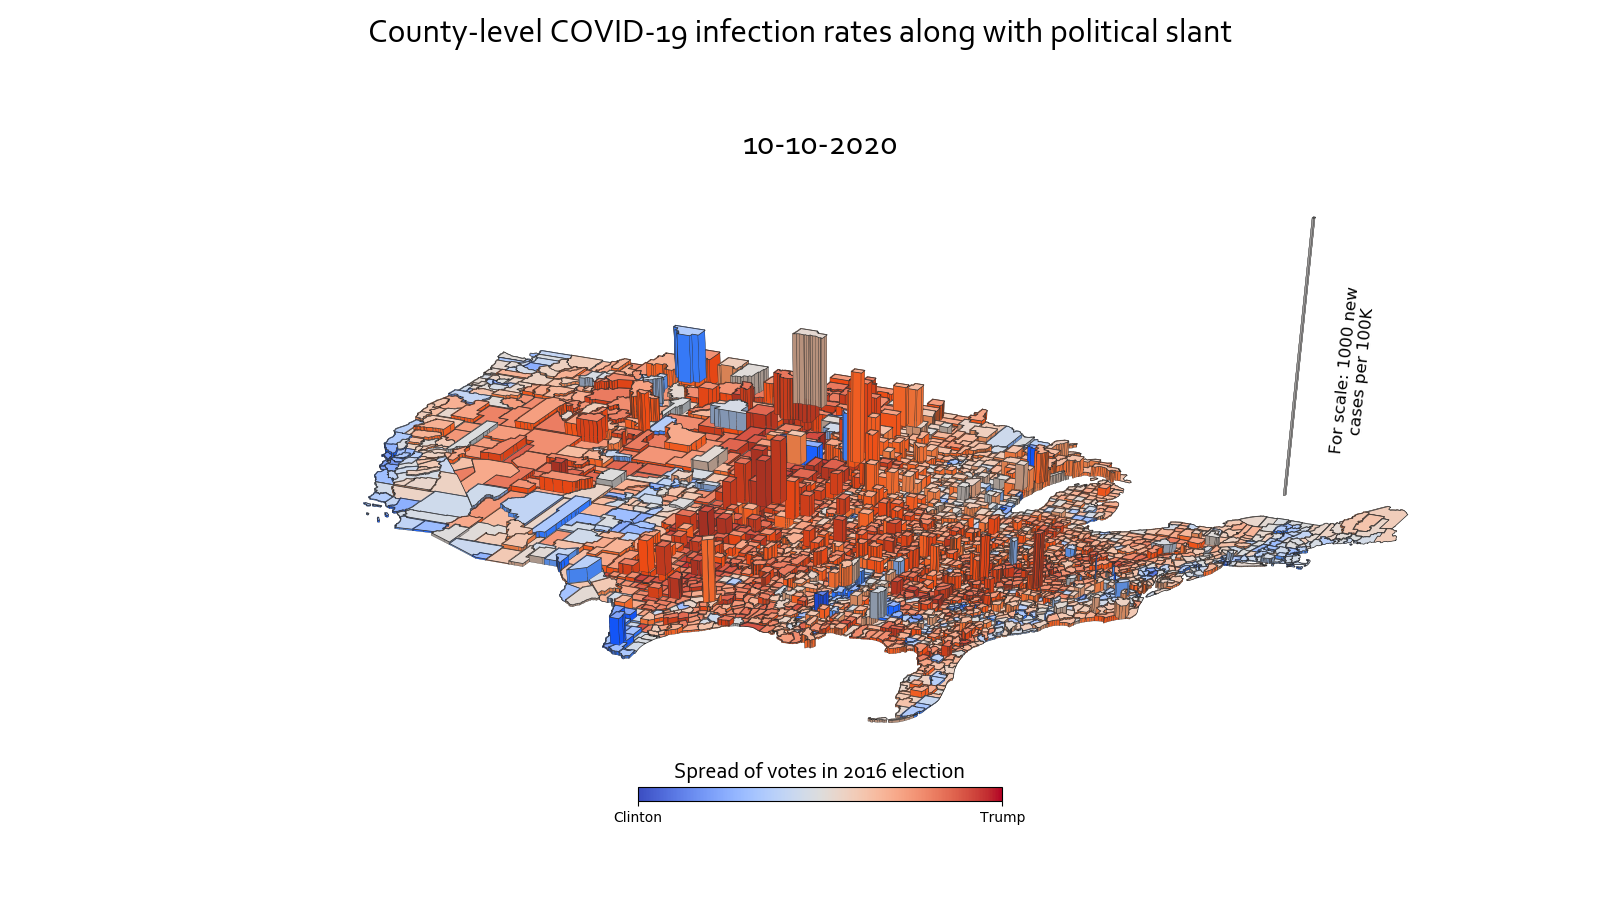 County-level COVID-19 infection rates along with political slant
10-10-2020
For scale: 1000 new
cases per 100K
Spread of votes in 2016 election
Clinton
Trump